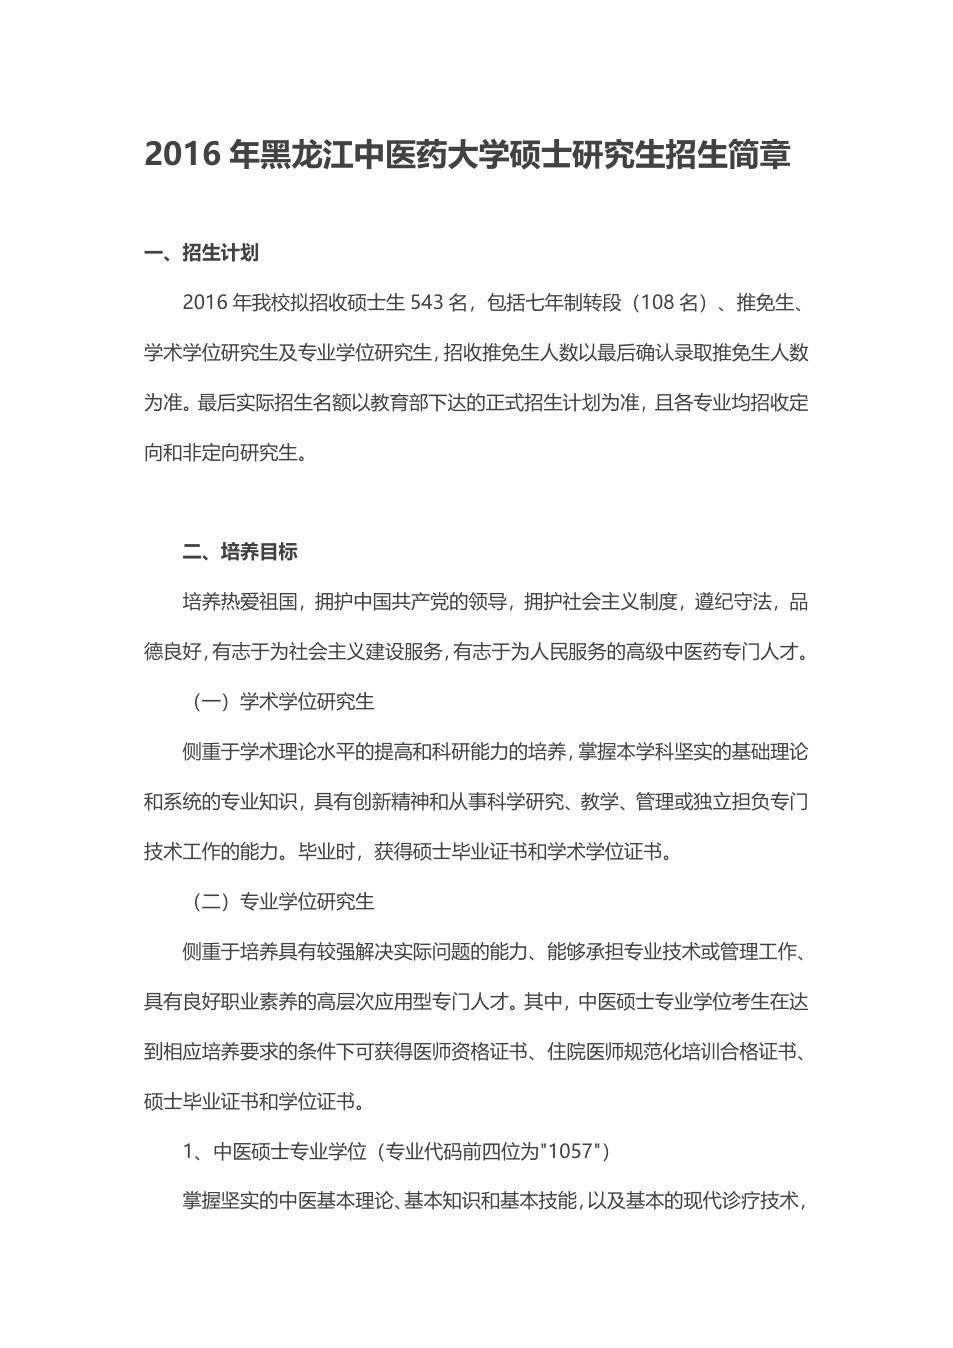 2016 年黑龙江中医药大学硕士研究生招生简章
一、招生计划
2016 年我校拟招收硕士生 543 名，包括七年制转段（108 名）、推免生、
学术学位研究生及专业学位研究生，招收推免生人数以最后确认录取推免生人数
为准。最后实际招生名额以教育部下达的正式招生计划为准，且各专业均招收定
向和非定向研究生。
二、培养目标
培养热爱祖国，拥护中国共产党的领导，拥护社会主义制度，遵纪守法，品
德良好，有志于为社会主义建设服务，有志于为人民服务的高级中医药专门人才。
（一）学术学位研究生
侧重于学术理论水平的提高和科研能力的培养，掌握本学科坚实的基础理论
和系统的专业知识，具有创新精神和从事科学研究、教学、管理或独立担负专门
技术工作的能力。毕业时，获得硕士毕业证书和学术学位证书。
（二）专业学位研究生
侧重于培养具有较强解决实际问题的能力、能够承担专业技术或管理工作、
具有良好职业素养的高层次应用型专门人才。其中，中医硕士专业学位考生在达
到相应培养要求的条件下可获得医师资格证书、住院医师规范化培训合格证书、
硕士毕业证书和学位证书。
1、中医硕士专业学位（专业代码前四位为"1057"）
掌握坚实的中医基本理论、基本知识和基本技能，以及基本的现代诊疗技术，